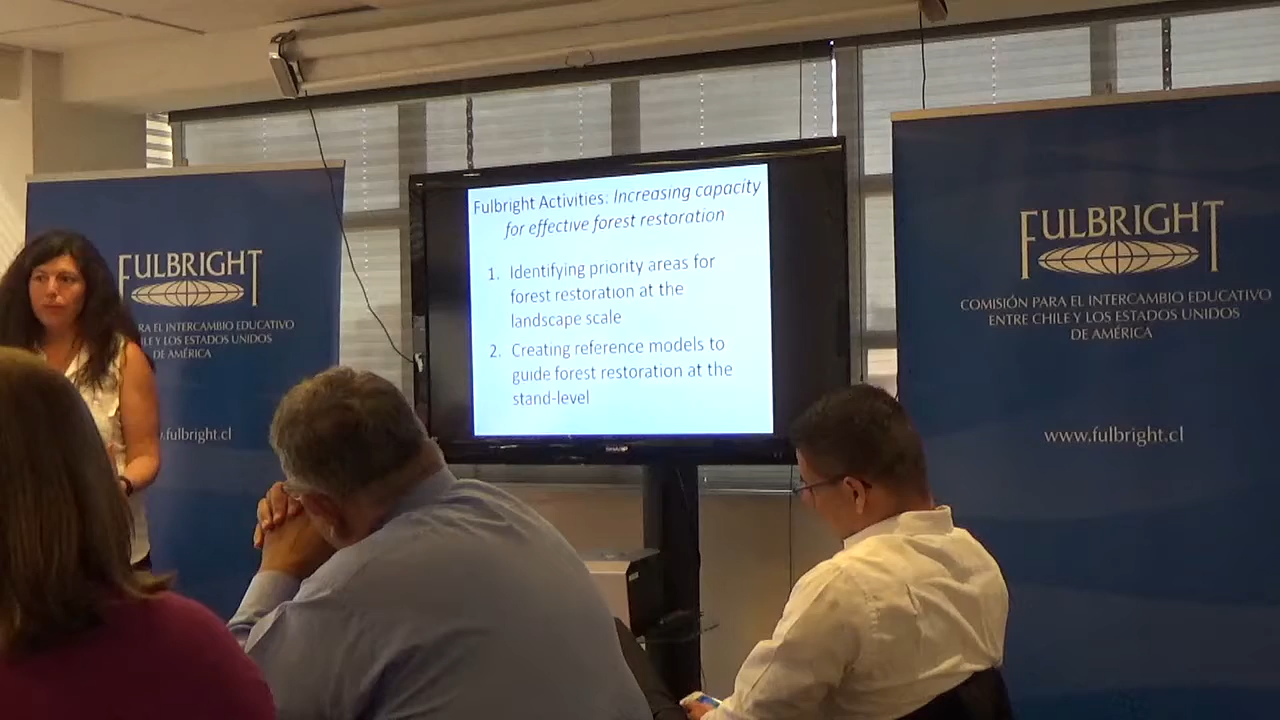 FULBRIGHT
PARA EL INTERCAMBIO EDUCATIVO
CHILE Y LOS ESTADOS UNIDOS
DE AMÉRICA
.fulbright.cl
Fulbright Activities: Increasing capacity
for effective forest restoration
1. Identifying priority areas for
forest restoration at the
landscape scale
2. Creating reference models to
guide forest restoration at the
stand-level
FULBRIGHT
COMISIÓN PARA EL INTERCAMBIO EDUCATIVO
ENTRE CHILE Y LOS ESTADOS UNIDOS
DE AMÉRICA
www.fulbright.cl